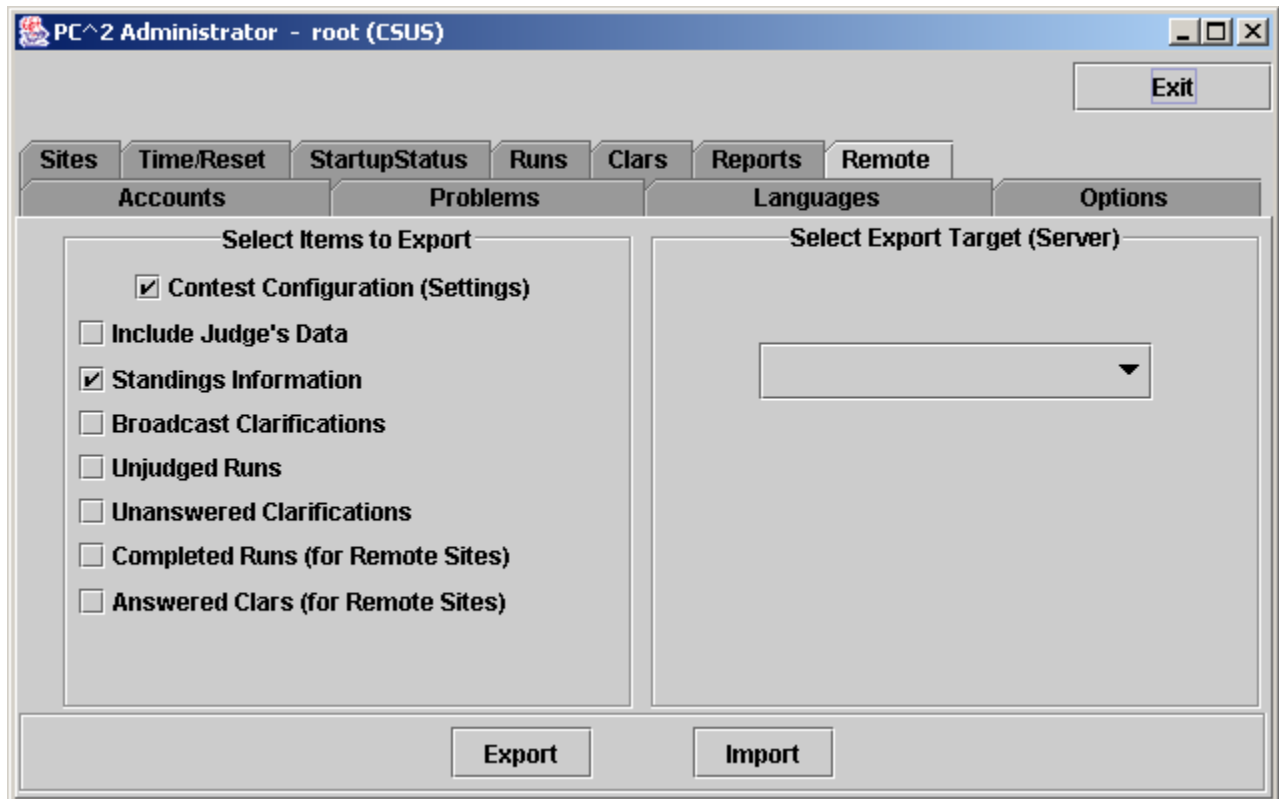 PC^2 Administrator - root (CSUS)
Exit
Sites Time/Reset StartupStatus Runs Clars Reports Remote
Accounts Problems Languages Options
Select Items to Export
Contest Configuration (Settings)
Include Judge's Data
Standings Information
Broadcast Clarifications
Unjudged Runs
Unanswered Clarifications
Completed Runs (for Remote Sites)
Answered Clars (for Remote Sites)
Select Export Target (Server)
Export Import